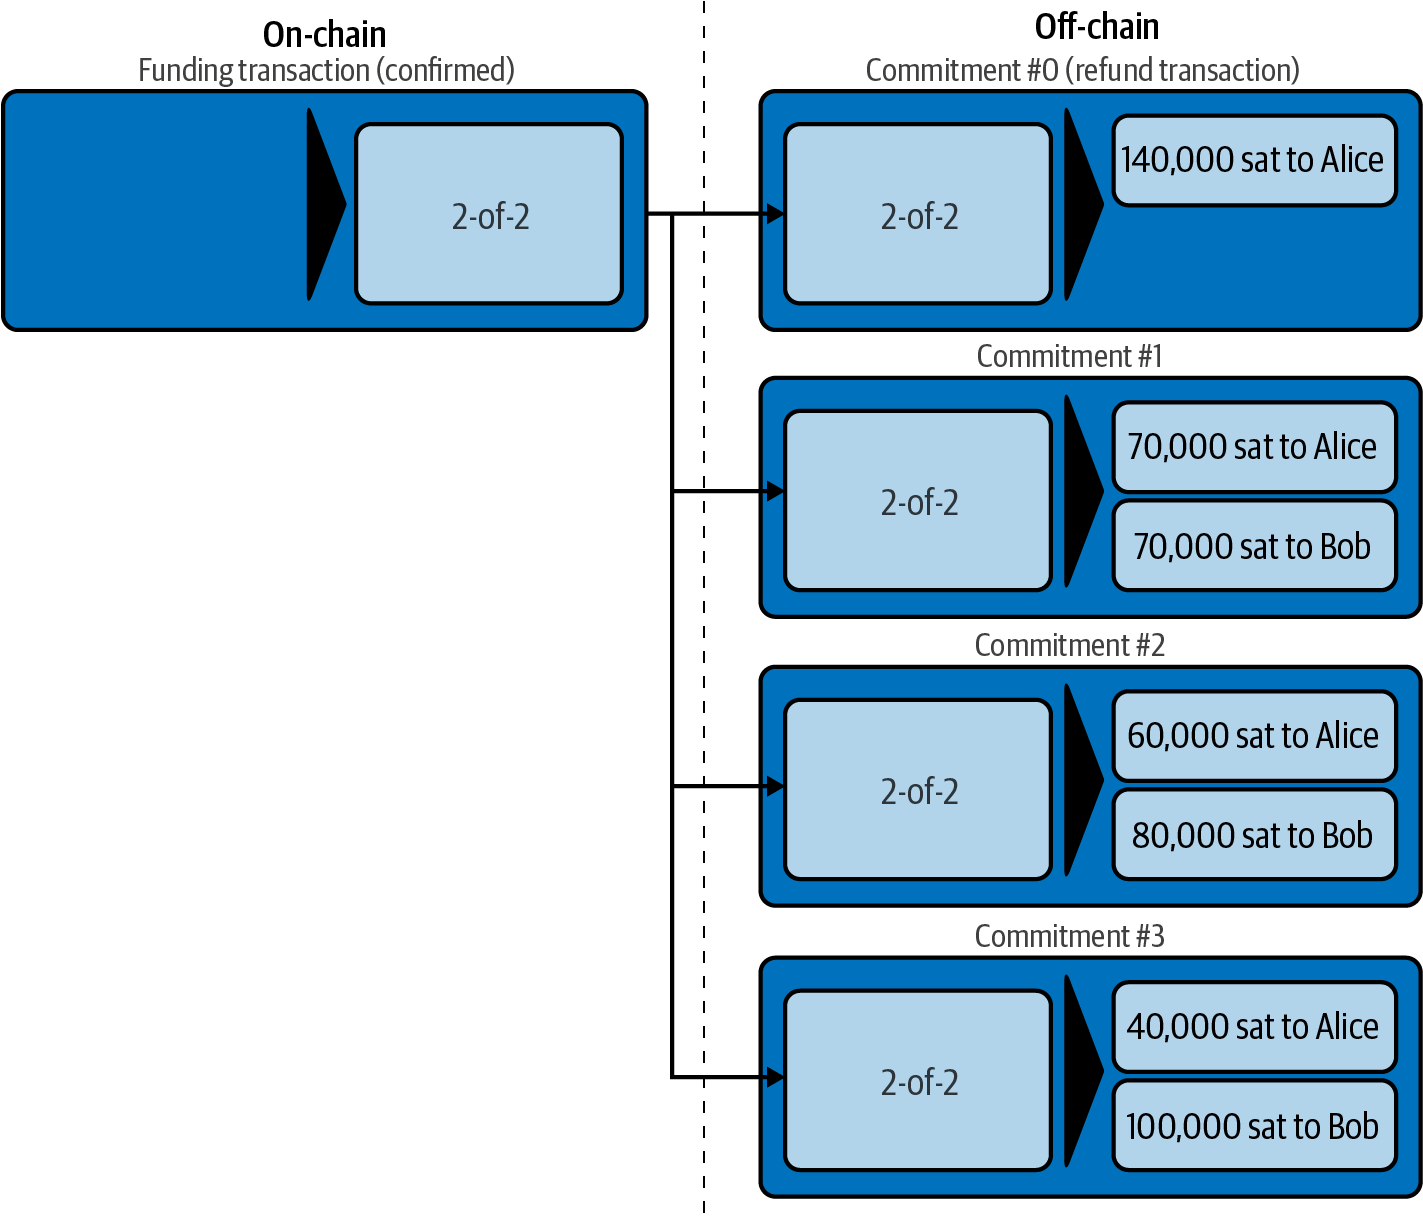 On-chain
Funding transaction (confirmed)
2-of-2
Off-chain
Commitment #0 (refund transaction)
2-of-2
140,000 sat to Alice
Commitment #1
2-of-2
70,000 sat to Alice
70,000 sat to Bob
Commitment #2
2-of-2
60,000 sat to Alice
80,000 sat to Bob
Commitment #3
2-of-2
40,000 sat to Alice
100,000 sat to Bob